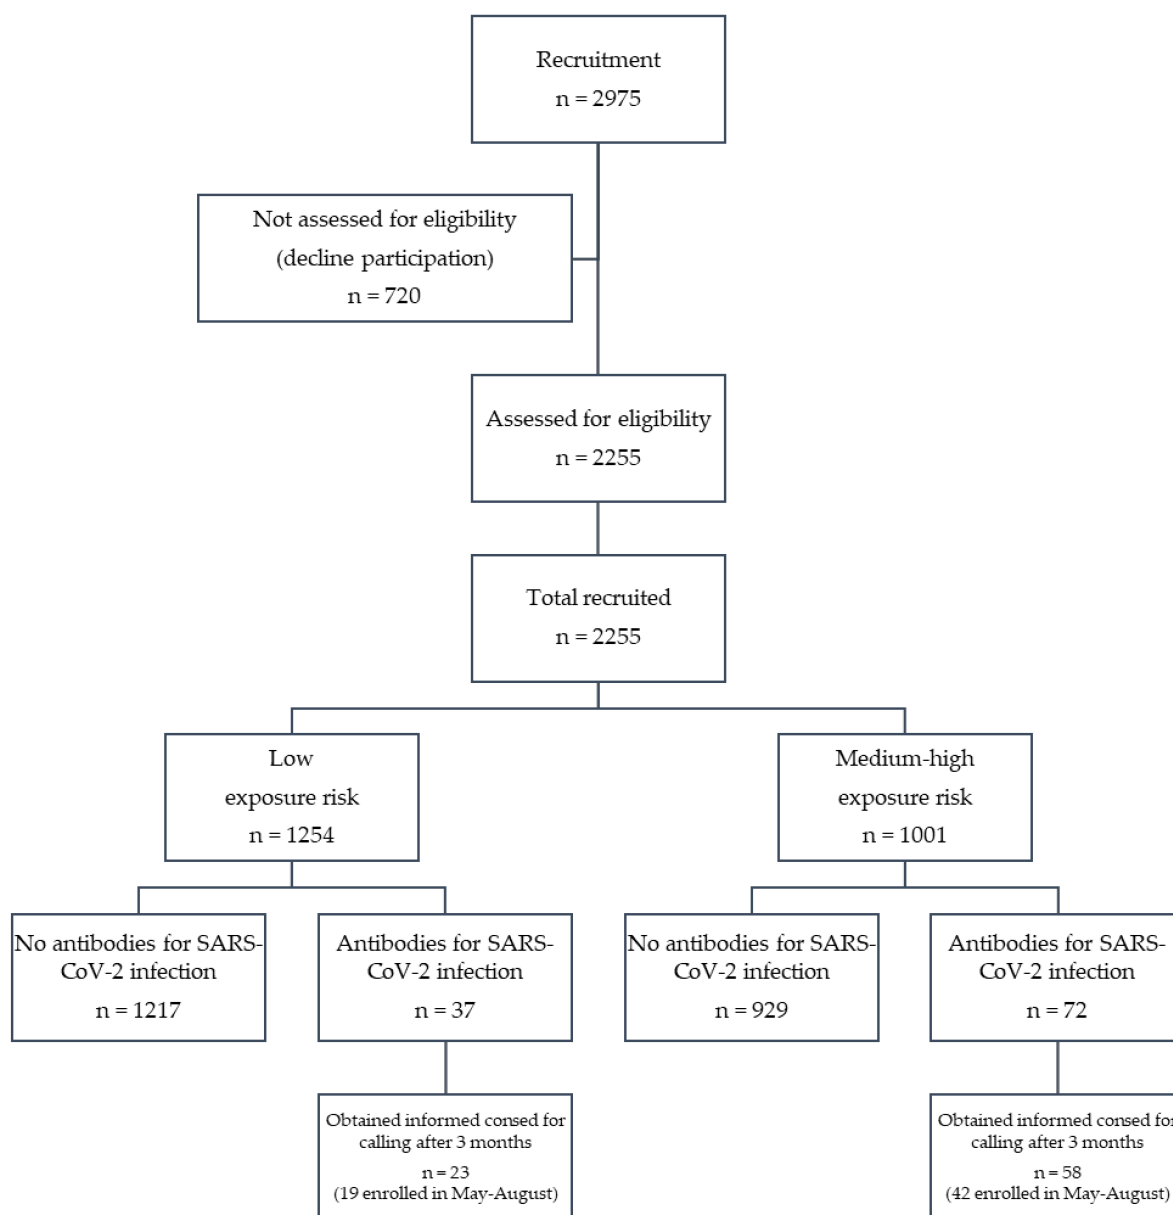 Recruitment
n = 2975
Not assessed for eligibility
(decline participation)
n = 720
Assessed for eligibility
n = 2255
Total recruited
n = 2255
Low
exposure risk
n = 1254
Medium-high
exposure risk
n = 1001
No antibodies for SARS-
CoV-2 infection
n = 1217
Antibodies for SARS-
CoV-2 infection
n = 37
No antibodies for SARS-
CoV-2 infection
n = 929
Antibodies for SARS-
CoV-2 infection
n = 72
Obtained informed consed for
calling after 3 months
n = 23
(19 enrolled in May-August)
Obtained informed consed for
calling after 3 months
n = 58
(42 enrolled in May-August)